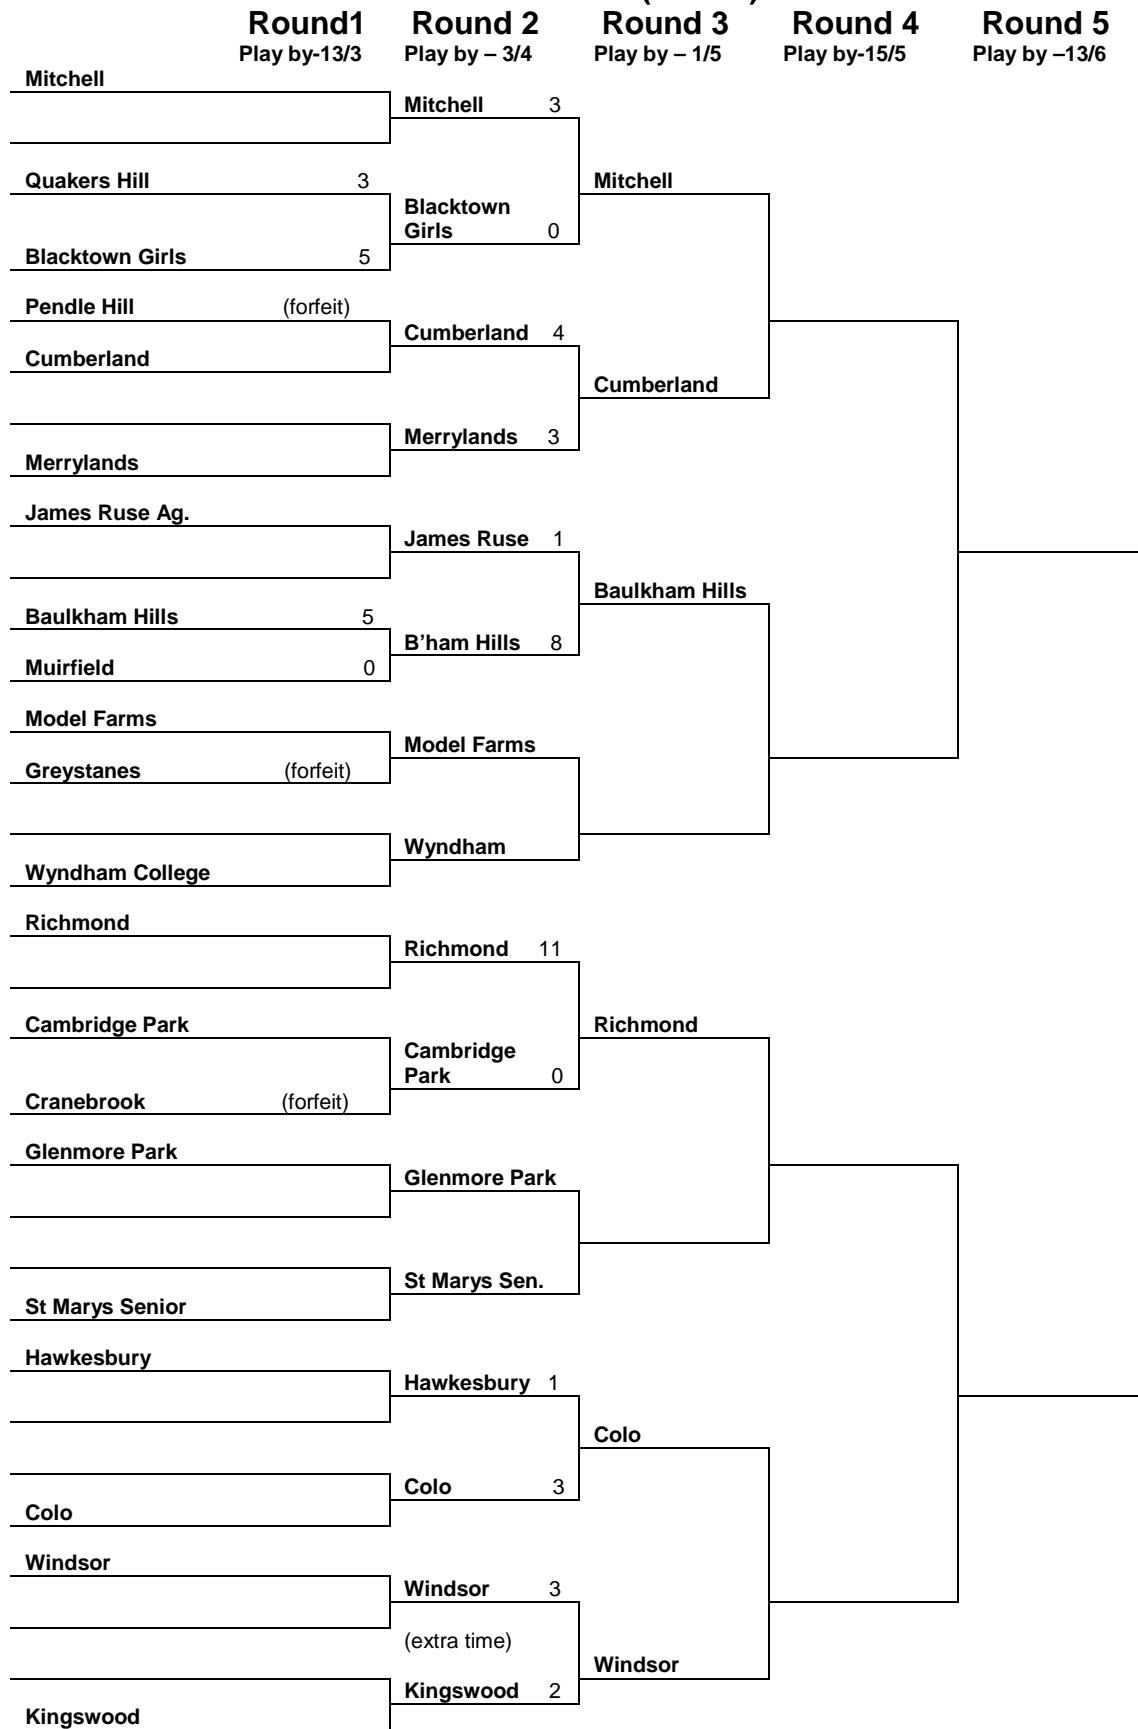 Round1 Round 2 Round 3 Round 4 Round 5
Play by-13/3 Play by – 3/4 Play by – 1/5 Play by-15/5 Play by –13/6
Mitchell
Mitchell 3
Quakers Hill 3 Mitchell
Blacktown
Girls 0
Blacktown Girls 5
Pendle Hill (forfeit)
Cumberland 4
Cumberland
Cumberland
Merrylands 3
Merrylands
James Ruse Ag.
James Ruse 1
Baulkham Hills
Baulkham Hills 5
B’ham Hills 8
Muirfield 0
Model Farms
Model Farms
Greystanes (forfeit)
Wyndham
Wyndham College
Richmond
Richmond 11
Cambridge Park Richmond
Cambridge
Park 0
Cranebrook (forfeit)
Glenmore Park
Glenmore Park
St Marys Sen.
St Marys Senior
Hawkesbury
Hawkesbury 1
Colo
Colo 3
Colo
Windsor
Windsor 3
(extra time)
Windsor
Kingswood 2
Kingswood